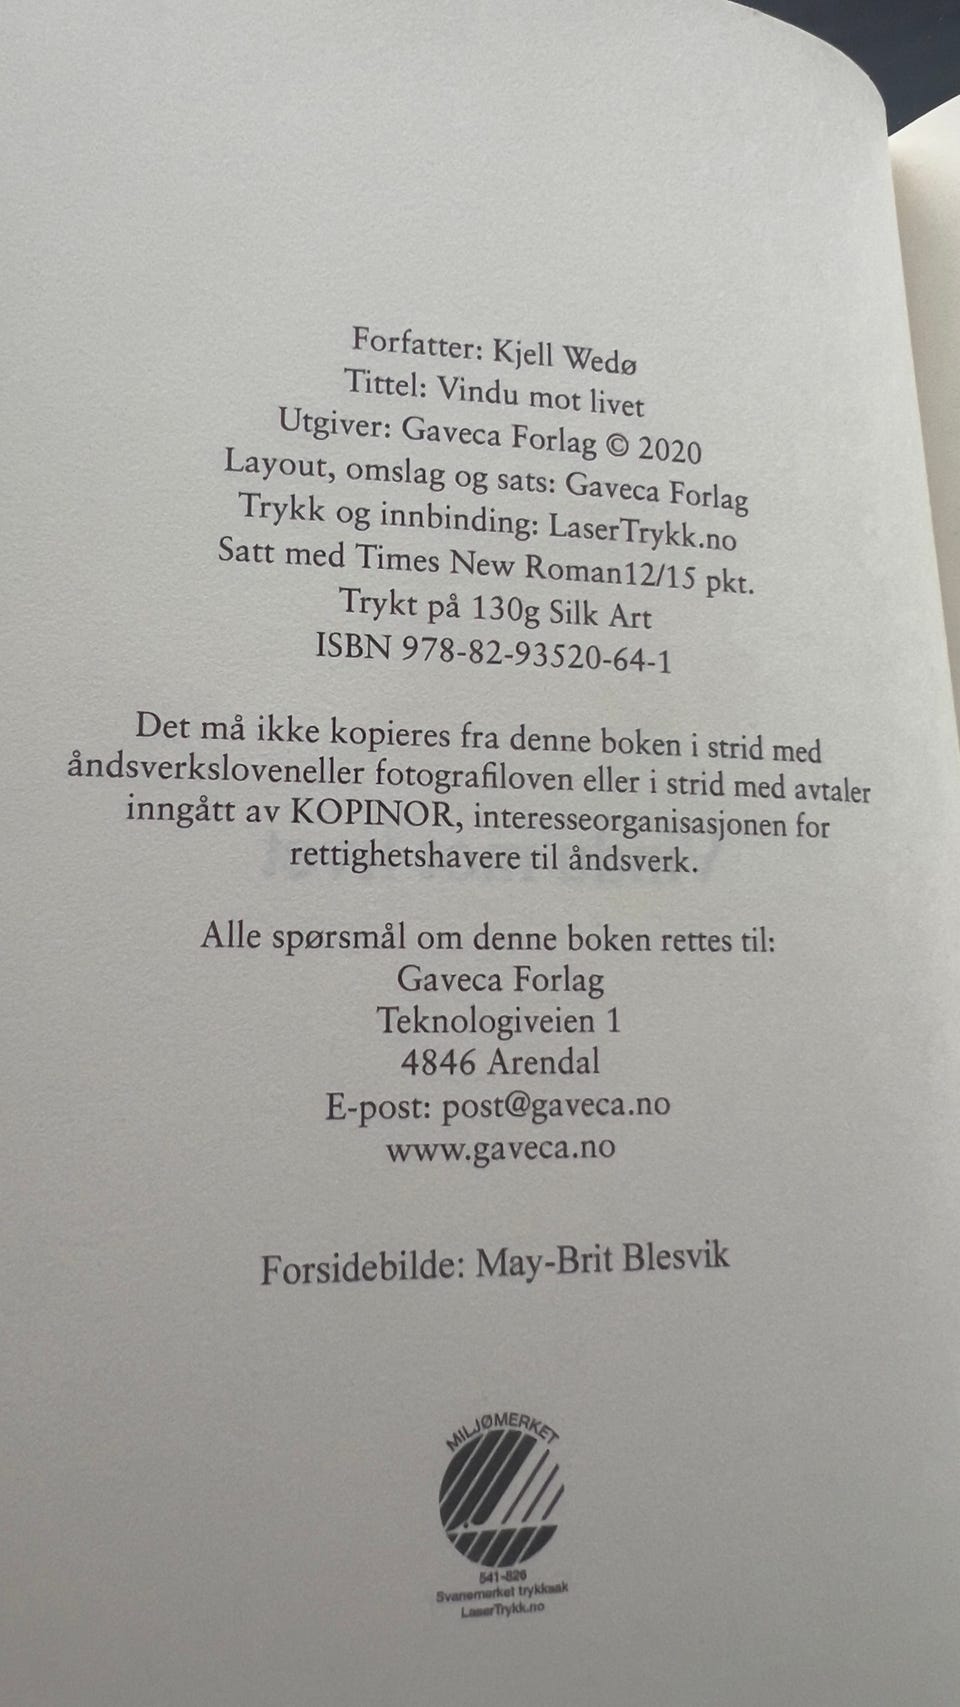 Forfatter: Kjell Wedø
Tittel: Vindu mot livet
Utgiver: Gaveca Forlag © 2020
Layout, omslag og sats: Gaveca Forlag
Trykk og innbinding: LaserTrykk.no
Satt med Times New Roman12/15 pkt.
Trykt på 130g Silk Art
ISBN 978-82-93520-64-1
Det må ikke kopieres fra denne boken i strid med
åndsverksloveneller fotografiloven eller i strid med avtaler
inngått av KOPINOR, interesseorganisasjonen for
rettighetshavere til åndsverk.
Alle spørsmål om denne boken rettes til:
Gaveca Forlag
Teknologiveien 1
4846 Arendal
E-post: post@gaveca.no
www.gaveca.no
Forsidebilde: May-Brit Blesvik
MILJØMERKET
541-826
Svanemerket trykksak
LaserTrykk.no